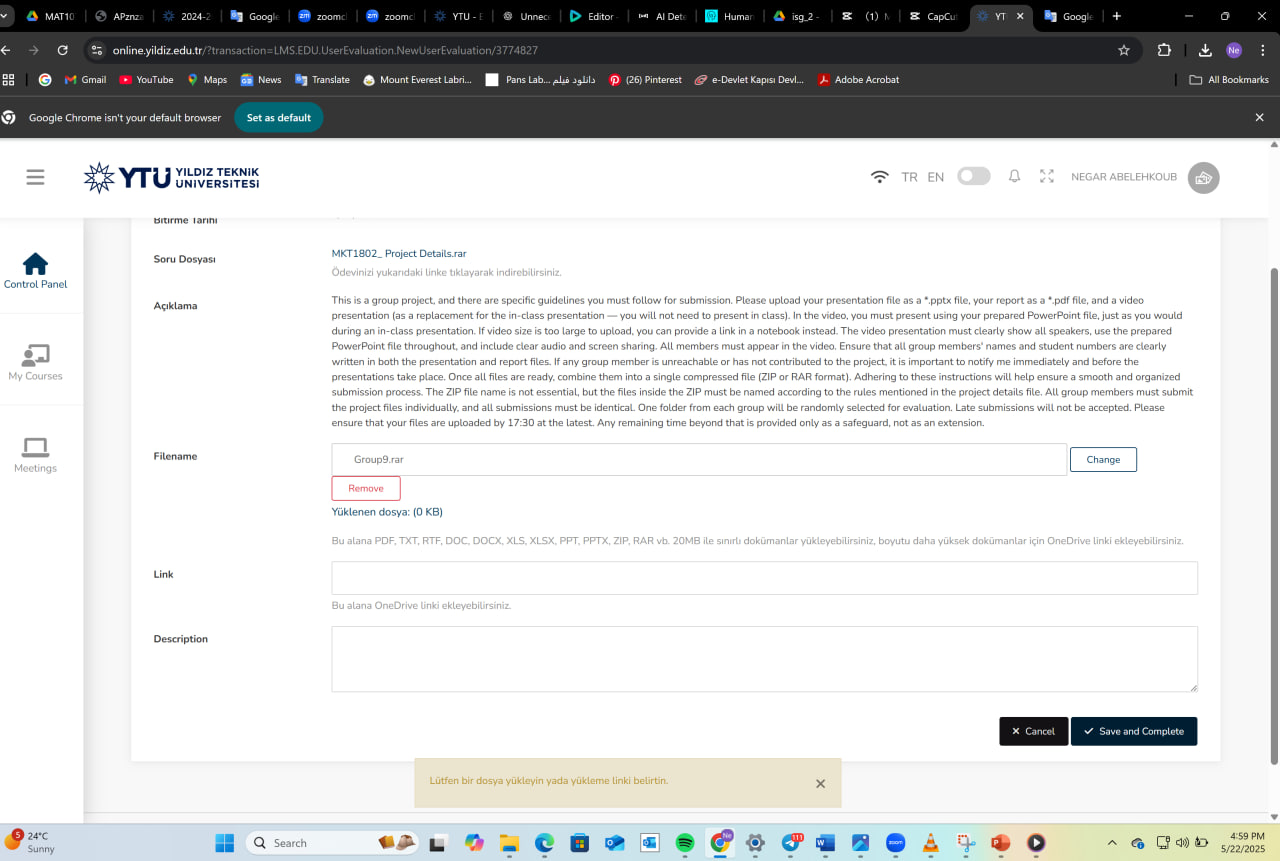 MAT10
APznza
2024-2
Google
zoomcl
zoomc
YTU - E
Unnece
Editor -
AI Dete
Human
isg_2 -
(1) M
CapCu
YT
Google
online.yildiz.edu.tr/?transaction=LMS.EDU.UserEvaluation.NewUserEvaluation/3774827
Ne
Gmail
YouTube
Maps
News
Translate
Mount Everest Labri...
Pans Lab... دانلود فیلم
(26) Pinterest
e-Devlet Kapısı Devl...
Adobe Acrobat
All Bookmarks
Google Chrome isn't your default browser
Set as default
YTU YILDIZ TEKNİK
ÜNİVERSİTESİ
TR EN
NEGAR ABELEHKOUB
Bitirme Tarihi
Control Panel
My Courses
Meetings
Soru Dosyası
MKT1802_ Project Details.rar
Ödevinizi yukarıdaki linke tıklayarak indirebilirsiniz.
Açıklama
This is a group project, and there are specific guidelines you must follow for submission. Please upload your presentation file as a *.pptx file, your report as a *.pdf file, and a video
presentation (as a replacement for the in-class presentation — you will not need to present in class). In the video, you must present using your prepared PowerPoint file, just as you would
during an in-class presentation. If video size is too large to upload, you can provide a link in a notebook instead. The video presentation must clearly show all speakers, use the prepared
PowerPoint file throughout, and include clear audio and screen sharing. All members must appear in the video. Ensure that all group members' names and student numbers are clearly
written in both the presentation and report files. If any group member is unreachable or has not contributed to the project, it is important to notify me immediately and before the
presentations take place. Once all files are ready, combine them into a single compressed file (ZIP or RAR format). Adhering to these instructions will help ensure a smooth and organized
submission process. The ZIP file name is not essential, but the files inside the ZIP must be named according to the rules mentioned in the project details file. All group members must submit
the project files individually, and all submissions must be identical. One folder from each group will be randomly selected for evaluation. Late submissions will not be accepted. Please
ensure that your files are uploaded by 17:30 at the latest. Any remaining time beyond that is provided only as a safeguard, not as an extension.
Filename
Group9.rar
Change
Remove
Yüklenen dosya: (0 KB)
Bu alana PDF, TXT, RTF, DOC, DOCX, XLS, XLSX, PPT, PPTX, ZIP, RAR vb. 20MB ile sınırlı dokümanlar yükleyebilirsiniz, boyutu daha yüksek dokümanlar için OneDrive linki ekleyebilirsiniz.
Link
Bu alana OneDrive linki ekleyebilirsiniz.
Description
Cancel
Save and Complete
Lütfen bir dosya yükleyin yada yükleme linki belirtin.
5
24°C
Sunny
Search
Ne
111
zoom
4:59 PM
5/22/2025